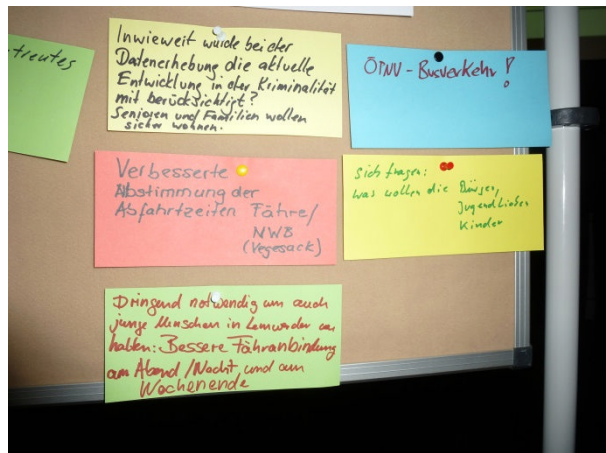 Inwieweit wurde bei der
Datenerhebung die aktuelle
Entwicklung in der Kriminalität
mit berücksichtigt?
Senioren und Familien wollen
sicher wohnen.
ÖPNV - Busverkehr!
treutes
Verbesserte
Abstimmung der
Abfahrtzeiten Fähre/
NWB
(Vegesack)
sich fragen:
was wollen die Bürger,
Jugendlichen
Kinder
Dringend notwendig um auch
junge Menschen in Lemwerder zu
halten: Bessere Fähranbindung
am Abend / Nacht, und am
Wochenende